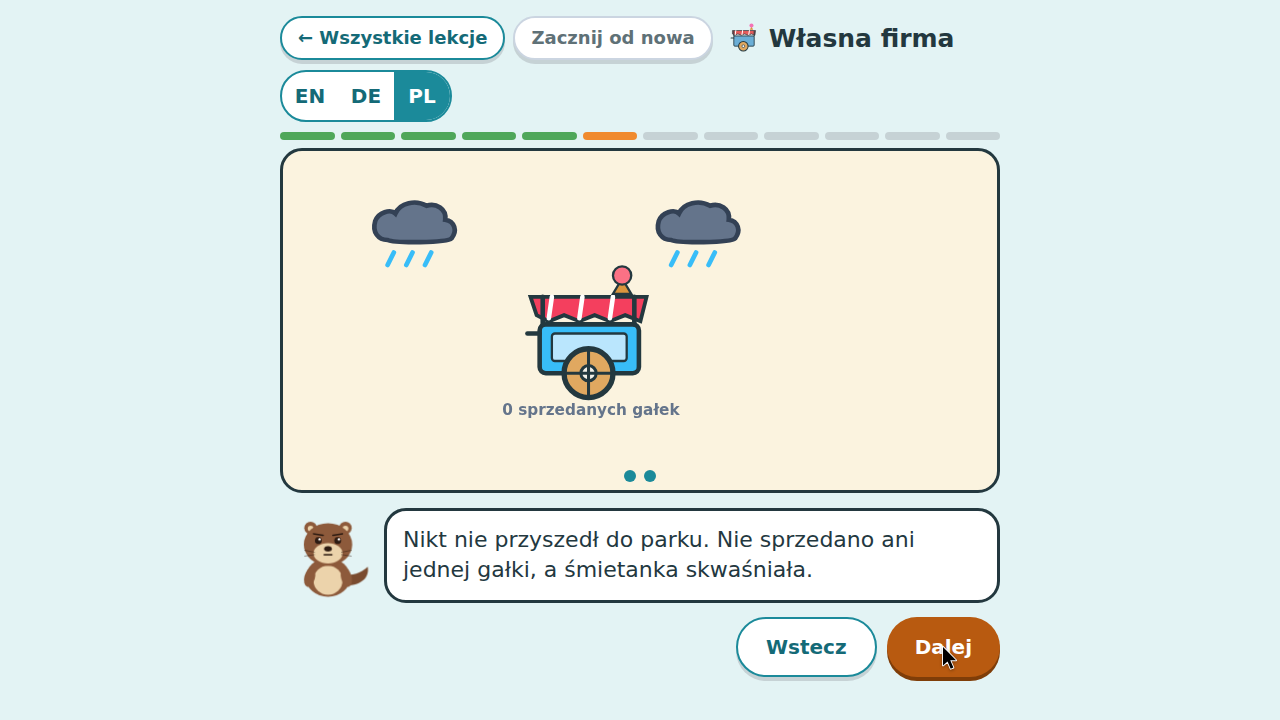 ← Wszystkie lekcje
Zacznij od nowa
Własna firma
EN DE PL
0 sprzedanych gałek
Nikt nie przyszedł do parku. Nie sprzedano ani
jednej gałki, a śmietanka skwaśniała.
Wstecz
Dalej